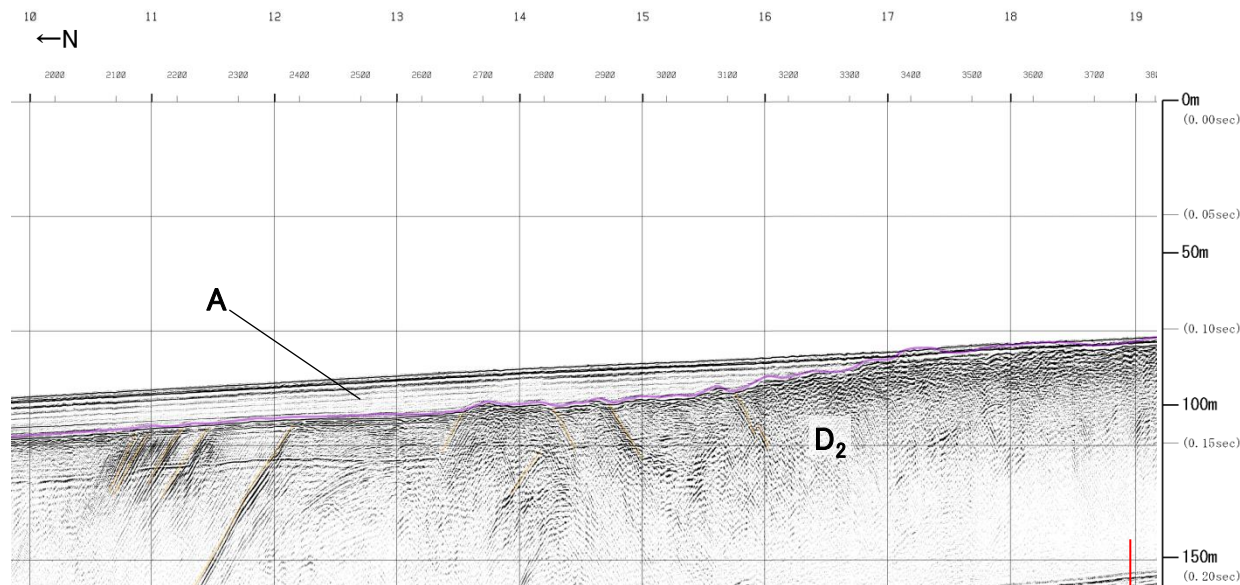 10 11 12 13 14 15 16 17 18 19
←N
2000 2100 2200 2300 2400 2500 2600 2700 2800 2900 3000 3100 3200 3300 3400 3500 3600 3700
0m
(0.00sec)
(0.05sec)
50m
A
(0.10sec)
100m
D₂
(0.15sec)
150m
(0.20sec)